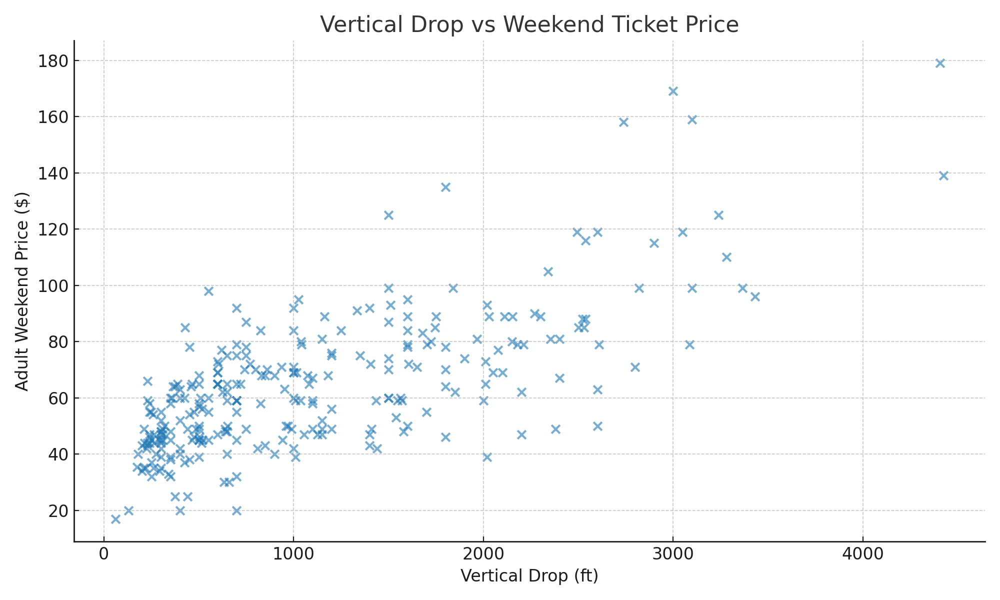 Vertical Drop vs Weekend Ticket Price
Adult Weekend Price ($)
180
160
140
120
100
80
60
40
20
0 1000 2000 3000 4000
Vertical Drop (ft)